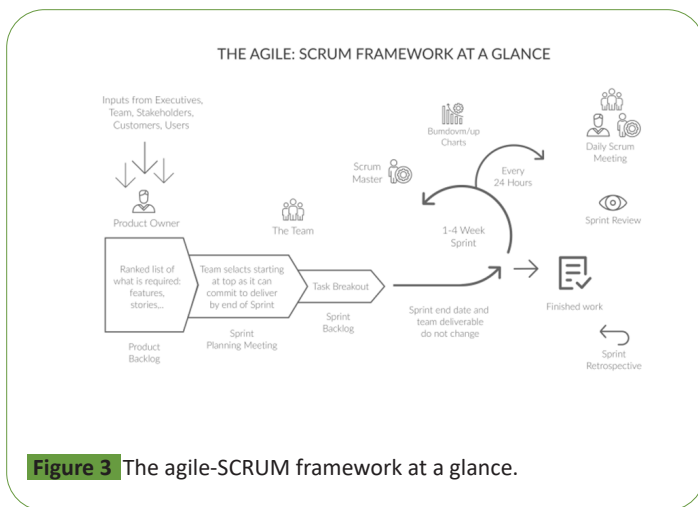 THE AGILE: SCRUM FRAMEWORK AT A GLANCE
Inputs from Executives,
Team, Stakeholders,
Customers, Users
Product Owner
The Team
Ranked list of
what is required:
features,
stories,..
Product
Backlog
Team selacts starting
at top as it can
commit to deliver
by end of Sprint
Sprint
Planning Meeting
Task Breakout
Sprint
Backlog
Scrum
Master
Bumdovm/up
Charts
Every
24 Hours
1-4 Week
Sprint
Sprint end date and
team deliverable
do not change
Daily Scrum
Meeting
Sprint Review
Finished work
Sprint
Retrospective
Figure 3 The agile-SCRUM framework at a glance.